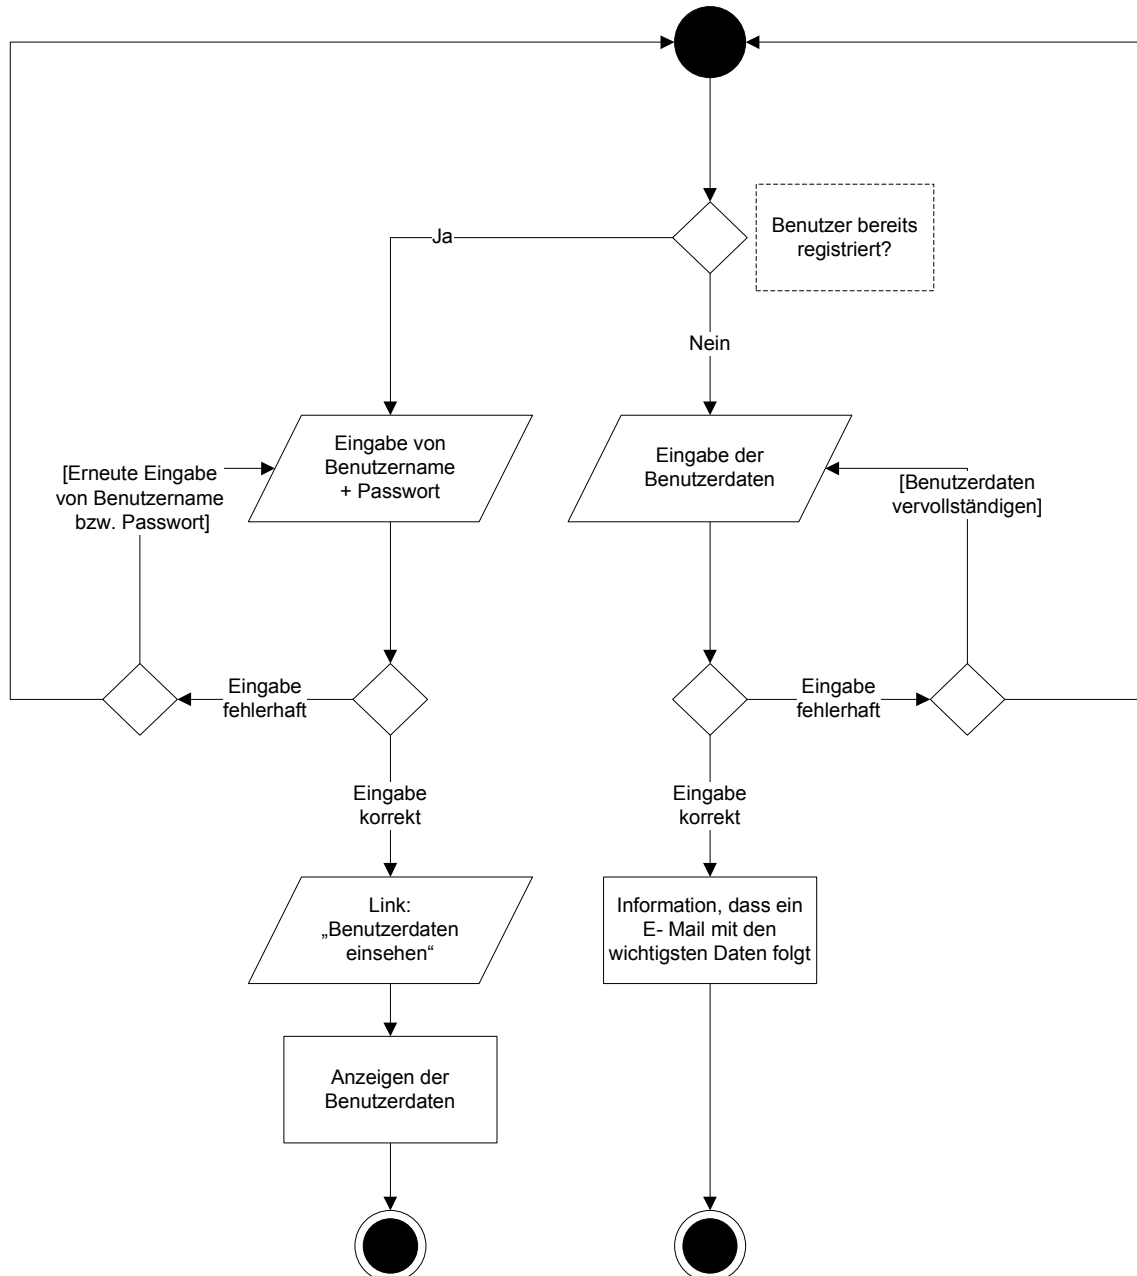 Benutzer bereits
registriert?
Ja
Nein
Eingabe von
Benutzername
+ Passwort
Eingabe der
Benutzerdaten
[Erneute Eingabe
von Benutzername
bzw. Passwort]
[Benutzerdaten
vervollständigen]
Eingabe
fehlerhaft
Eingabe
fehlerhaft
Eingabe
korrekt
Eingabe
korrekt
Link:
„Benutzerdaten
einsehen“
Information, dass ein
E- Mail mit den
wichtigsten Daten folgt
Anzeigen der
Benutzerdaten